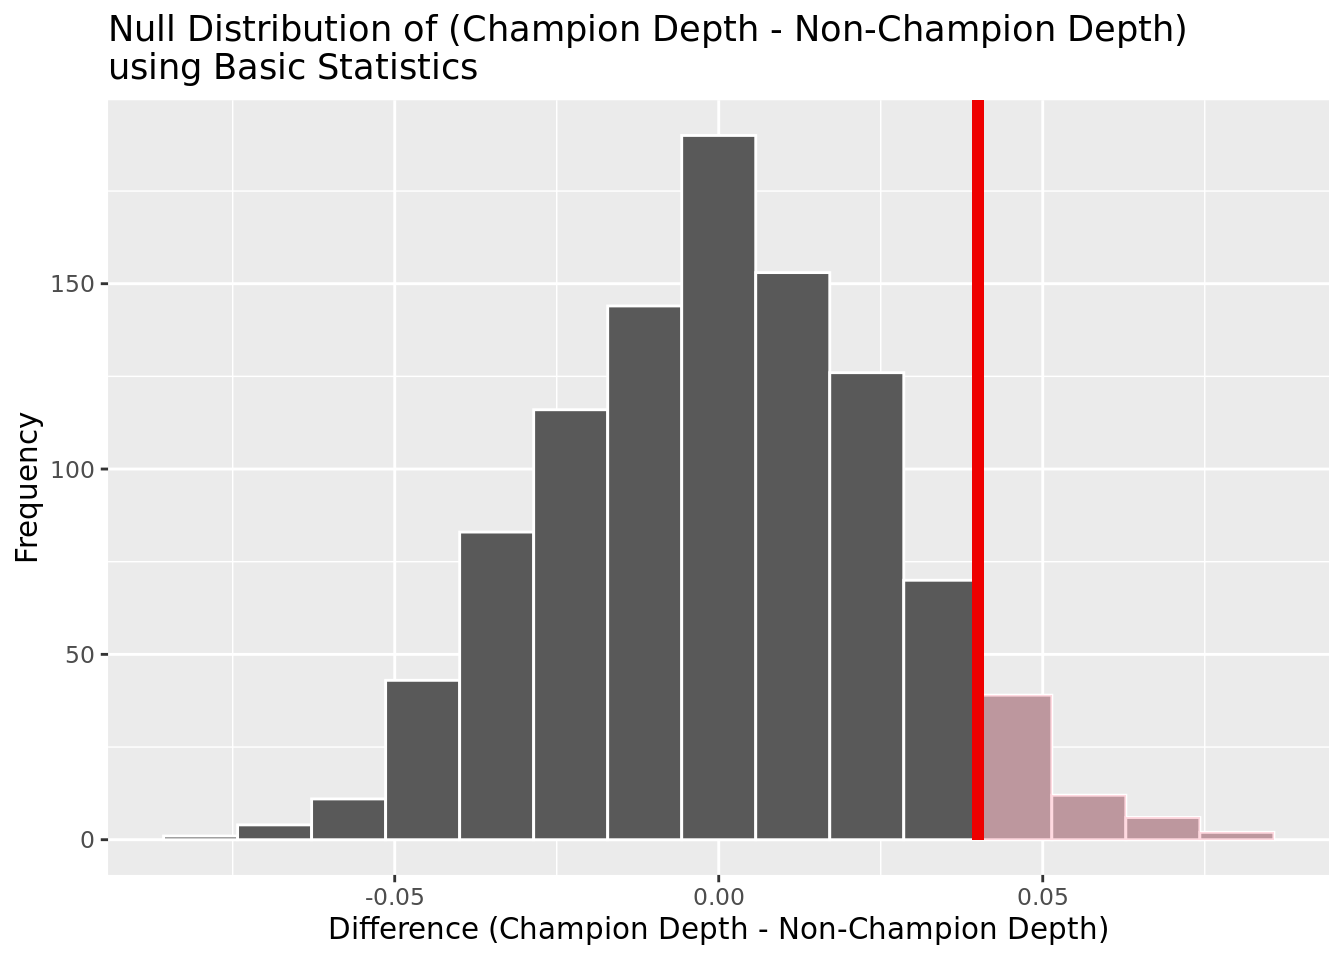 Null Distribution of (Champion Depth - Non-Champion Depth)
using Basic Statistics
Frequency
150
100
50
0
-0.05
0.00
0.05
Difference (Champion Depth - Non-Champion Depth)